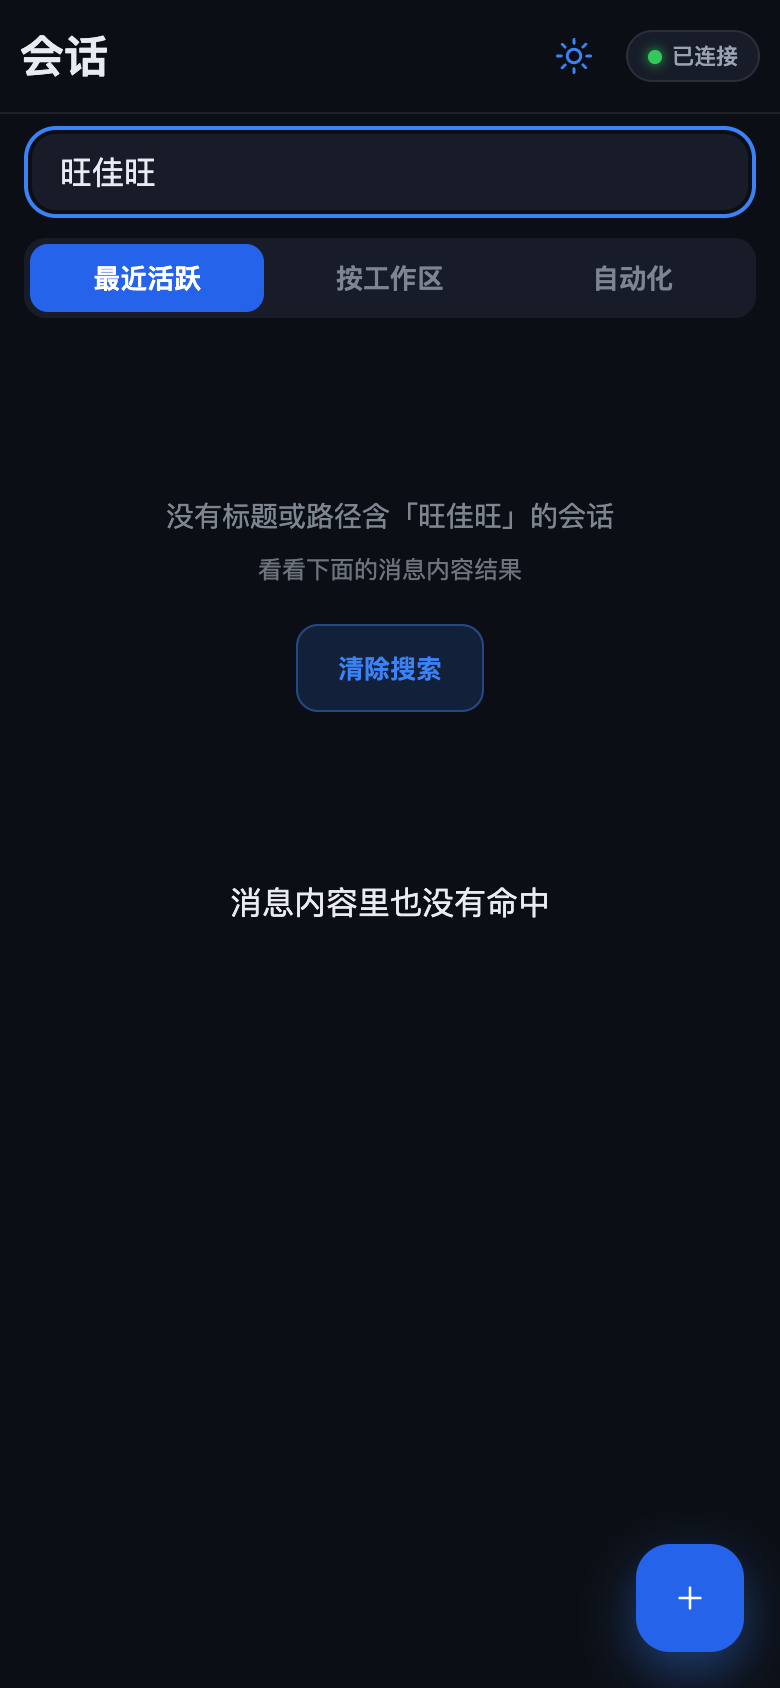 会话
已连接
旺佳旺
最近活跃
按工作区
自动化
没有标题或路径含「旺佳旺」的会话
看看下面的消息内容结果
清除搜索
消息内容里也没有命中
+